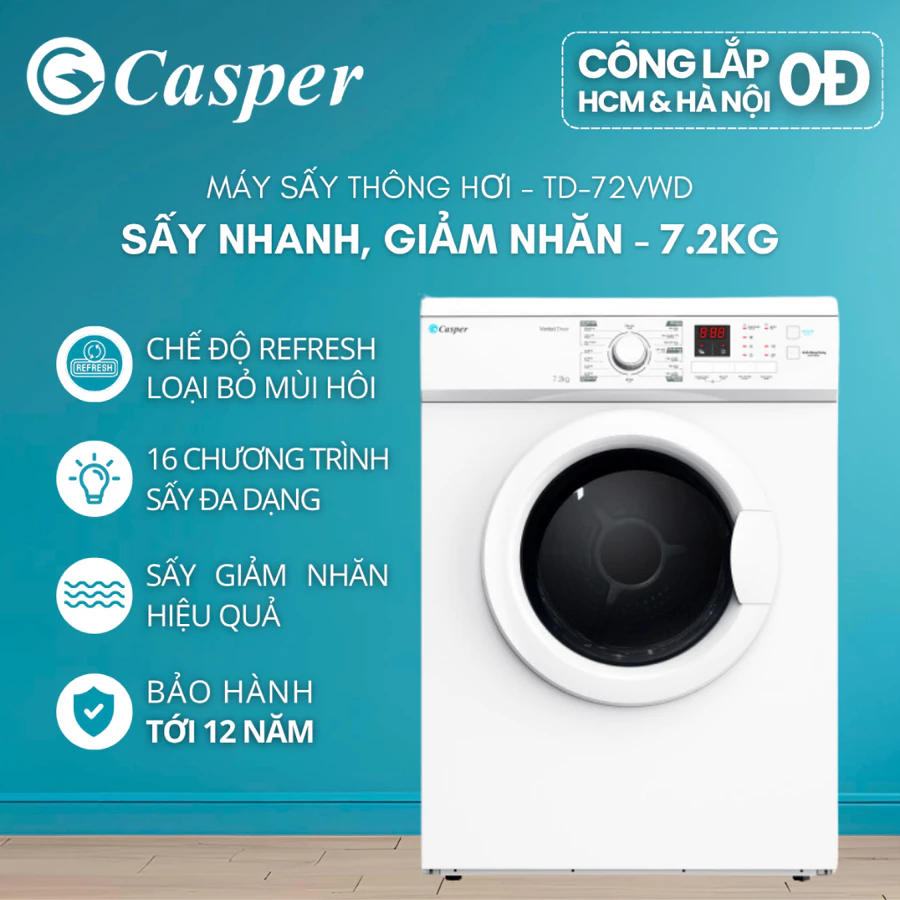 Casper
CÔNG LẮP
HCM & HÀ NỘI
0Đ
MÁY SẤY THÔNG HƠI - TD-72VWD
SẤY NHANH, GIẢM NHĂN - 7.2KG
Casper
Vented Dryer
7.2kg
8:88
REFRESH
CHẾ ĐỘ REFRESH
LOẠI BỎ MÙI HÔI
16 CHƯƠNG TRÌNH
SẤY ĐA DẠNG
SẤY GIẢM NHĂN
HIỆU QUẢ
BẢO HÀNH
TỚI 12 NĂM